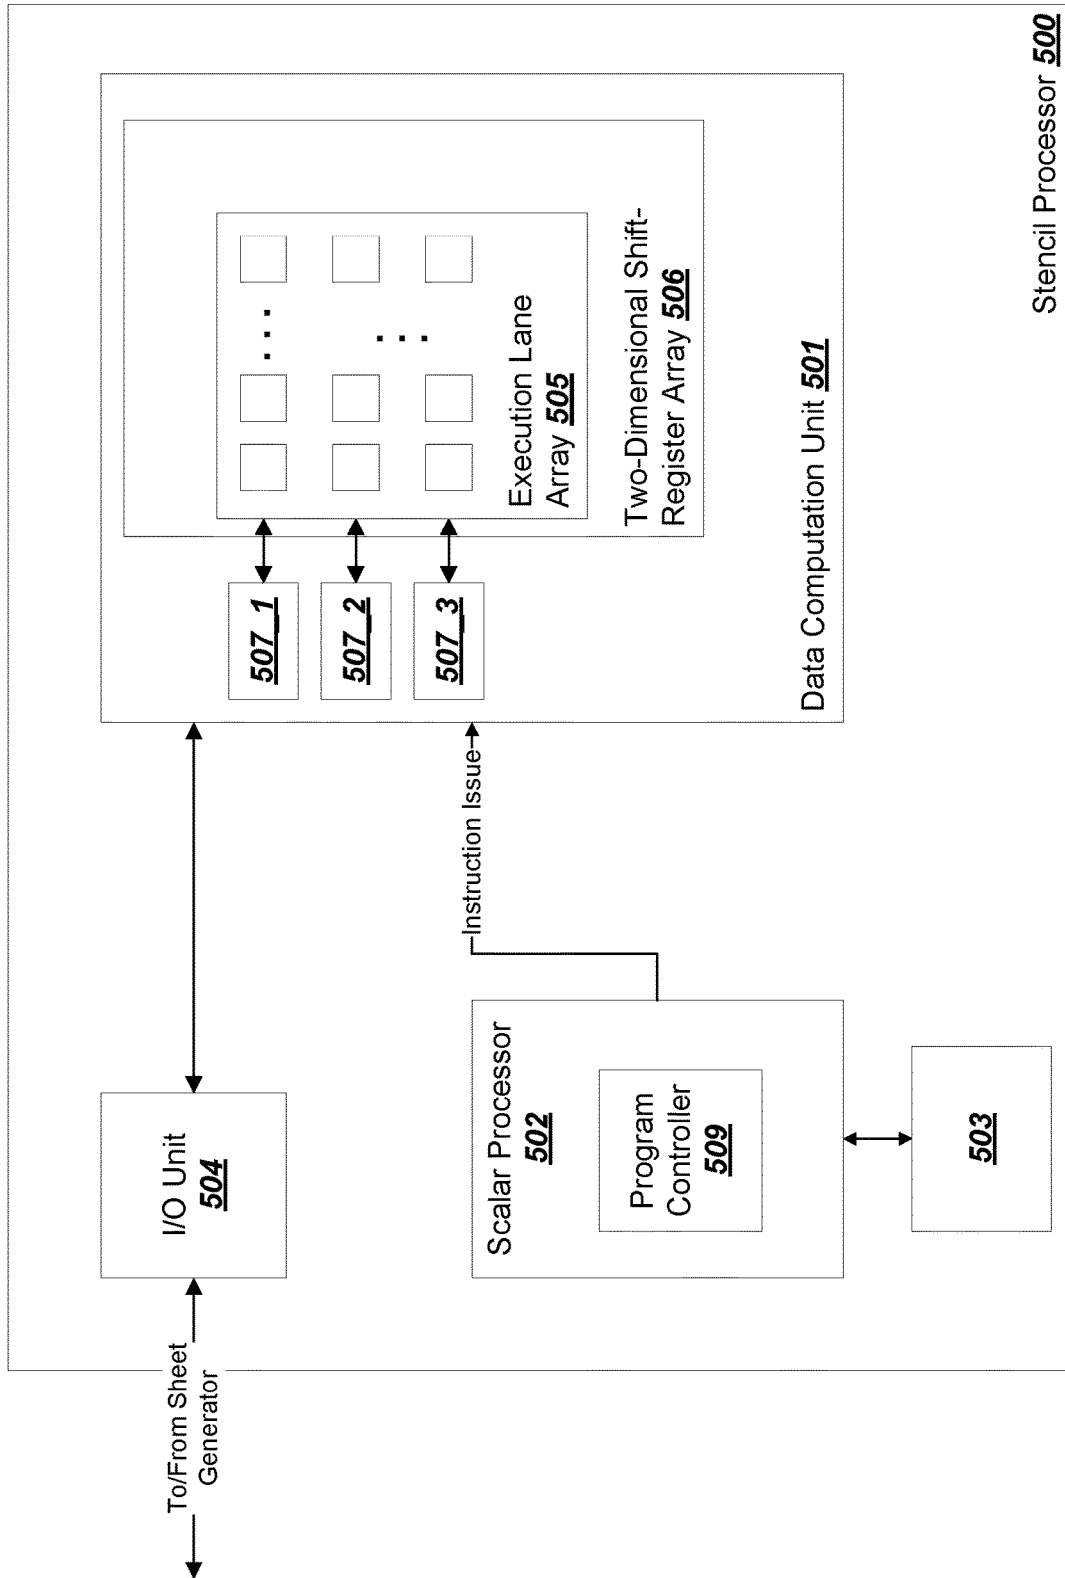 To/From Sheet
Generator
I/O Unit
504
Scalar Processor
502
Program
Controller
509
503
Instruction Issue
507_1
507_2
507_3
Execution Lane
Array 505
Two-Dimensional Shift-
Register Array 506
Data Computation Unit 501
Stencil Processor 500